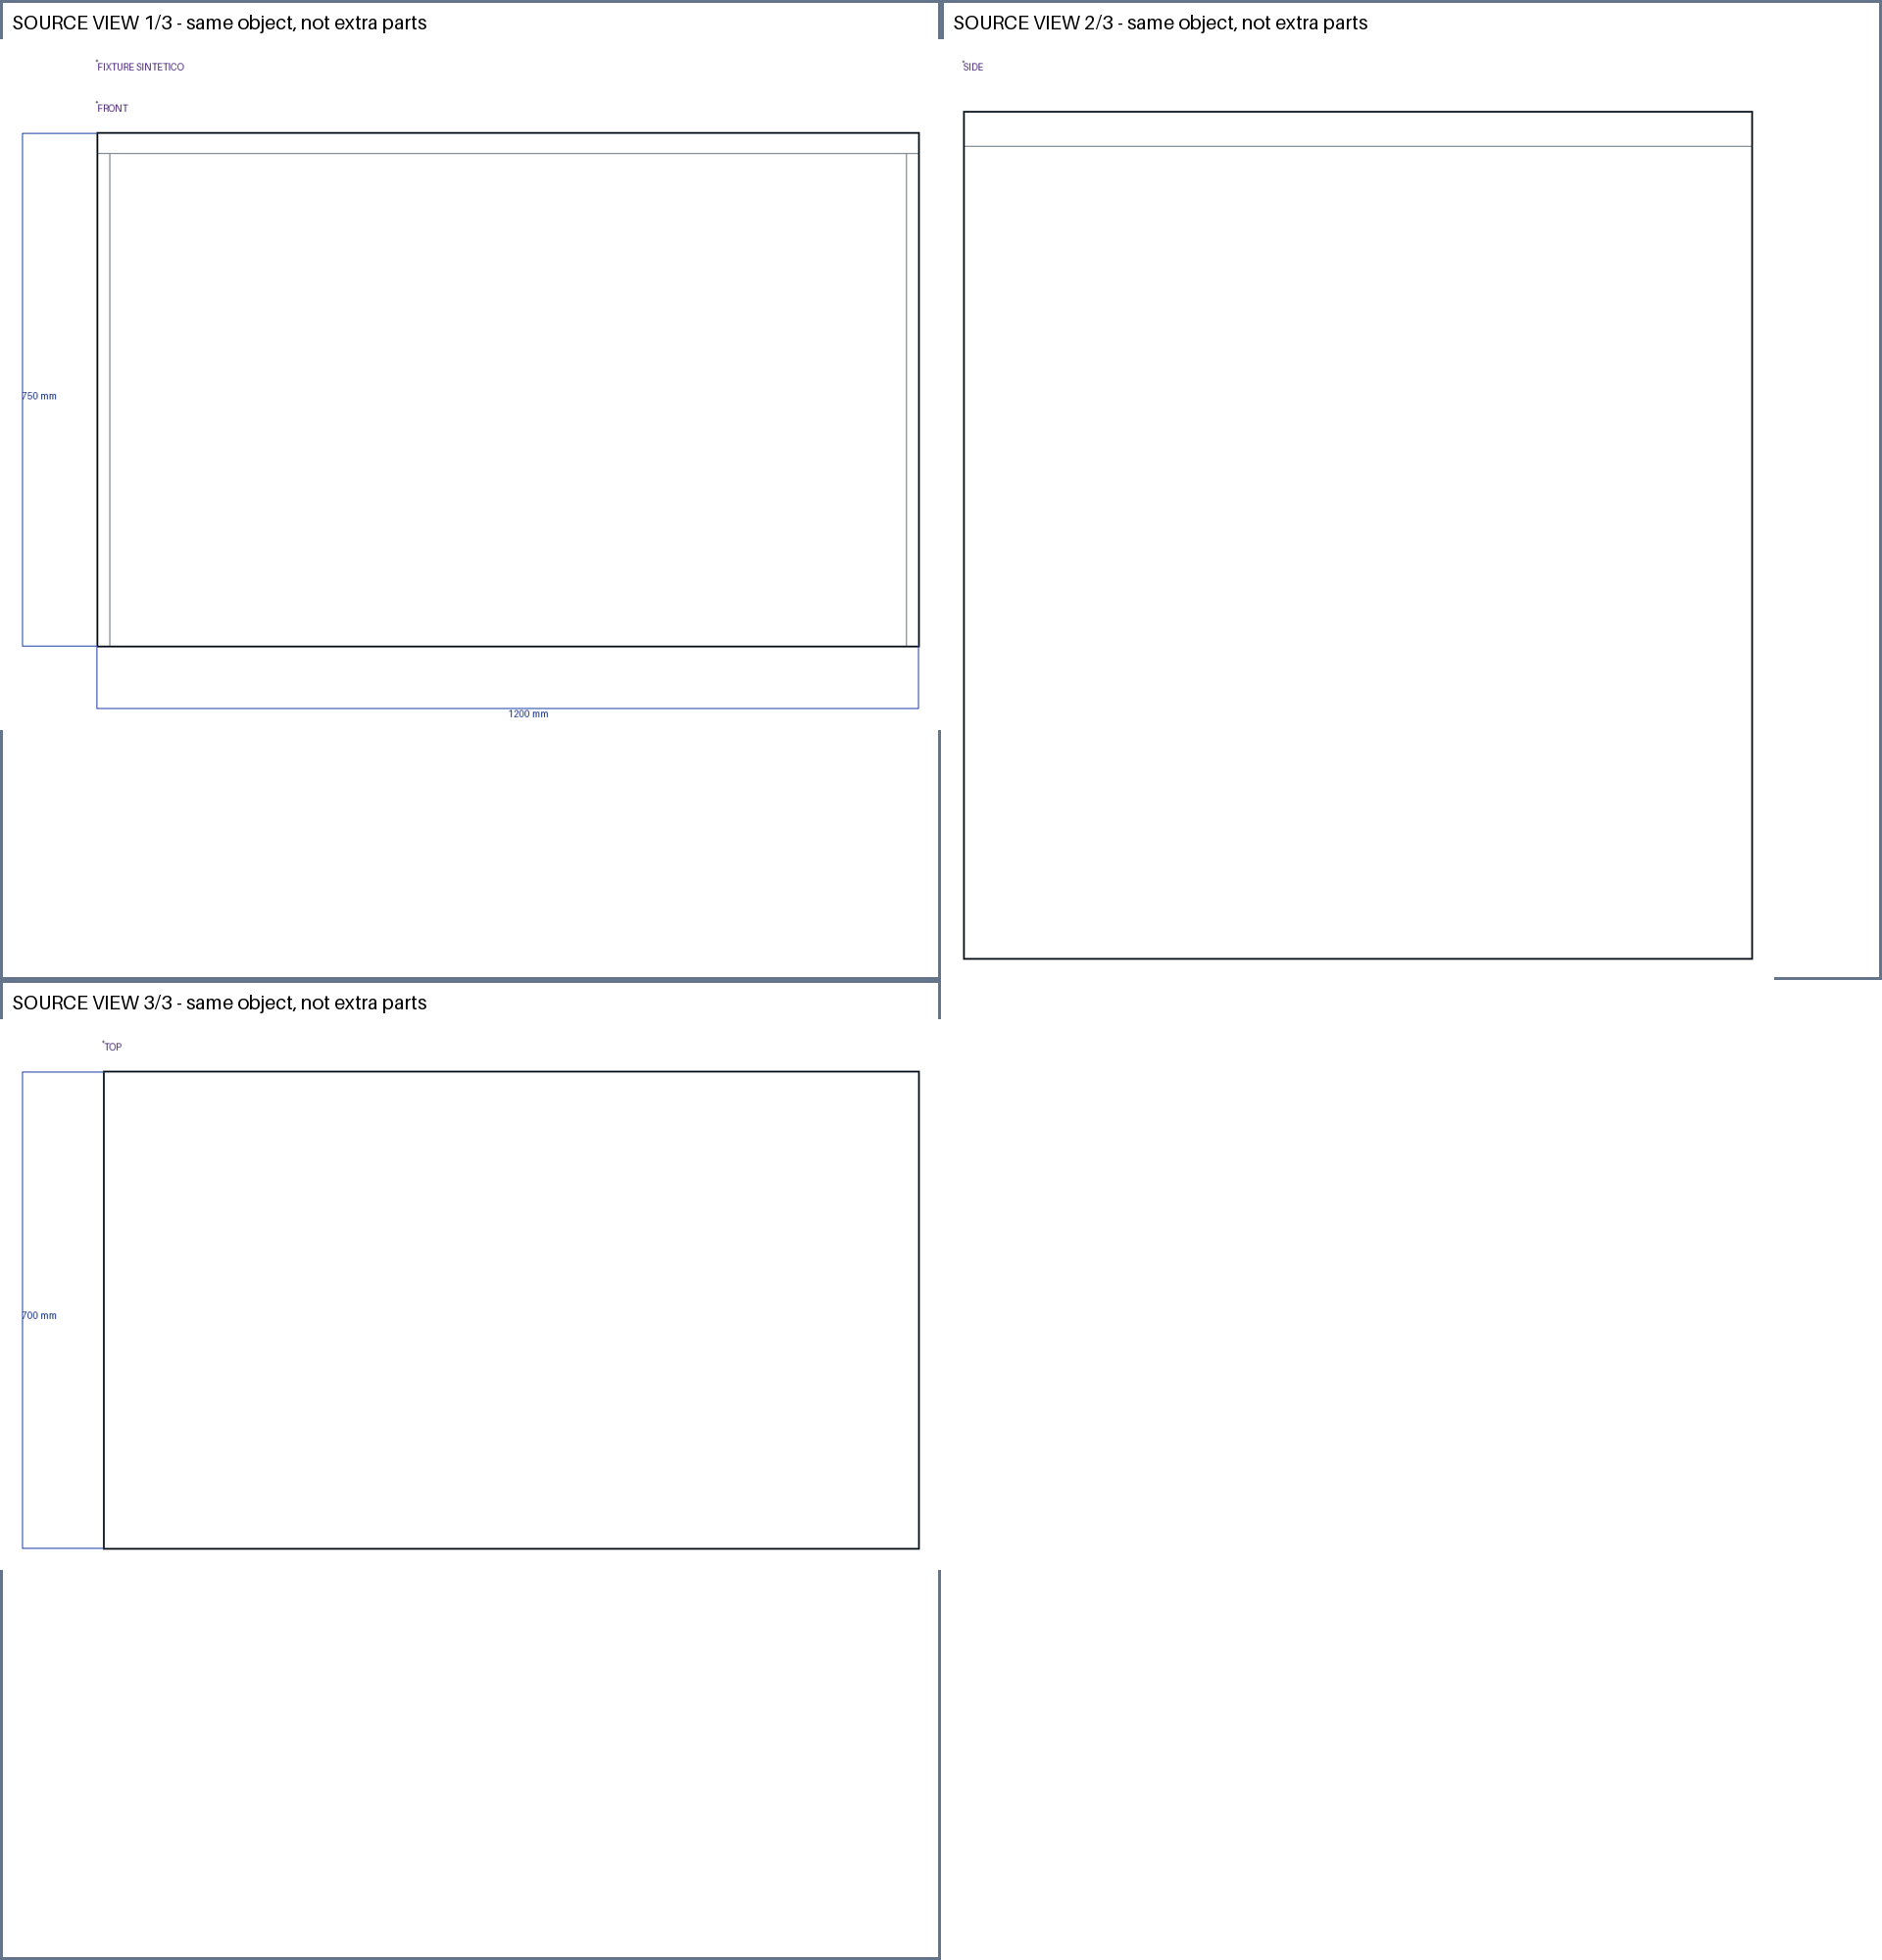 SOURCE VIEW 1/3 - same object, not extra parts
FIXTURE SINTETICO
FRONT
750 mm
1200 mm
SOURCE VIEW 2/3 - same object, not extra parts
SIDE
SOURCE VIEW 3/3 - same object, not extra parts
TOP
700 mm